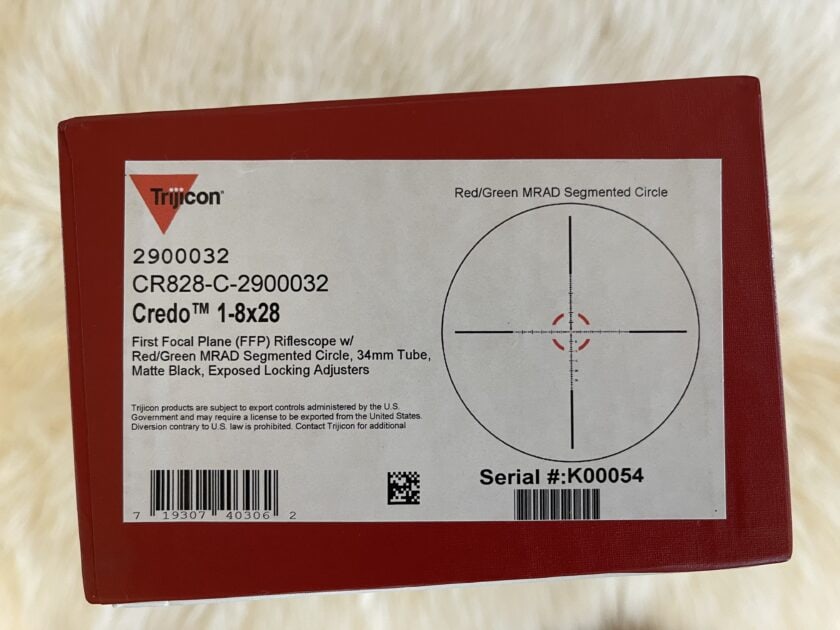 Trijicon®
2900032
CR828-C-2900032
Credo™ 1-8x28
First Focal Plane (FFP) Riflescope w/
Red/Green MRAD Segmented Circle, 34mm Tube,
Matte Black, Exposed Locking Adjusters
Trijicon products are subject to export controls administered by the U.S.
Government and may require a license to be exported from the United States.
Diversion contrary to U.S. law is prohibited. Contact Trijicon for additional
7 19307 40306 2
Red/Green MRAD Segmented Circle
Serial #:K00054